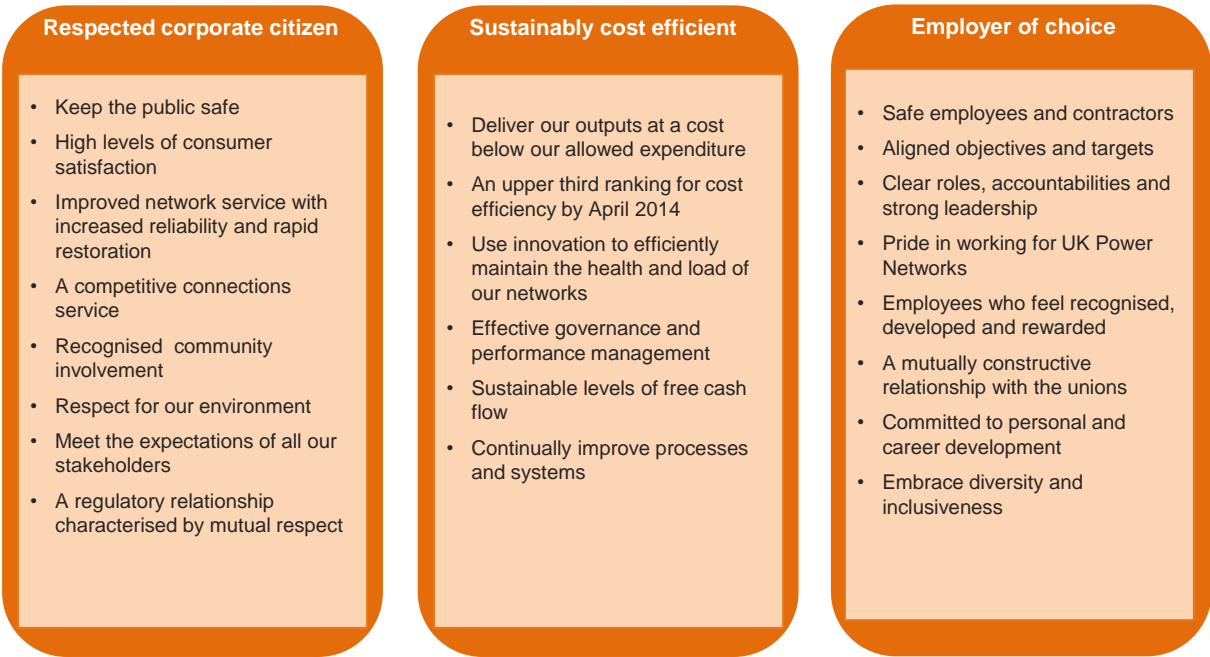 Respected corporate citizen
• Keep the public safe
• High levels of consumer
satisfaction
• Improved network service with
increased reliability and rapid
restoration
• A competitive connections
service
• Recognised  community
involvement
• Respect for our environment
• Meet the expectations of all our
stakeholders
• A regulatory relationship
characterised by mutual respect
Sustainably cost efficient
• Deliver our outputs at a cost
below our allowed expenditure
• An upper third ranking for cost
efficiency by April 2014
• Use innovation to efficiently
maintain the health and load of
our networks
• Effective governance and
performance management
• Sustainable levels of free cash
flow
• Continually improve processes
and systems
Employer of choice
• Safe employees and contractors
• Aligned objectives and targets
• Clear roles, accountabilities and
strong leadership
• Pride in working for UK Power
Networks
• Employees who feel recognised,
developed and rewarded
• A mutually constructive
relationship with the unions
• Committed to personal and
career development
• Embrace diversity and
inclusiveness